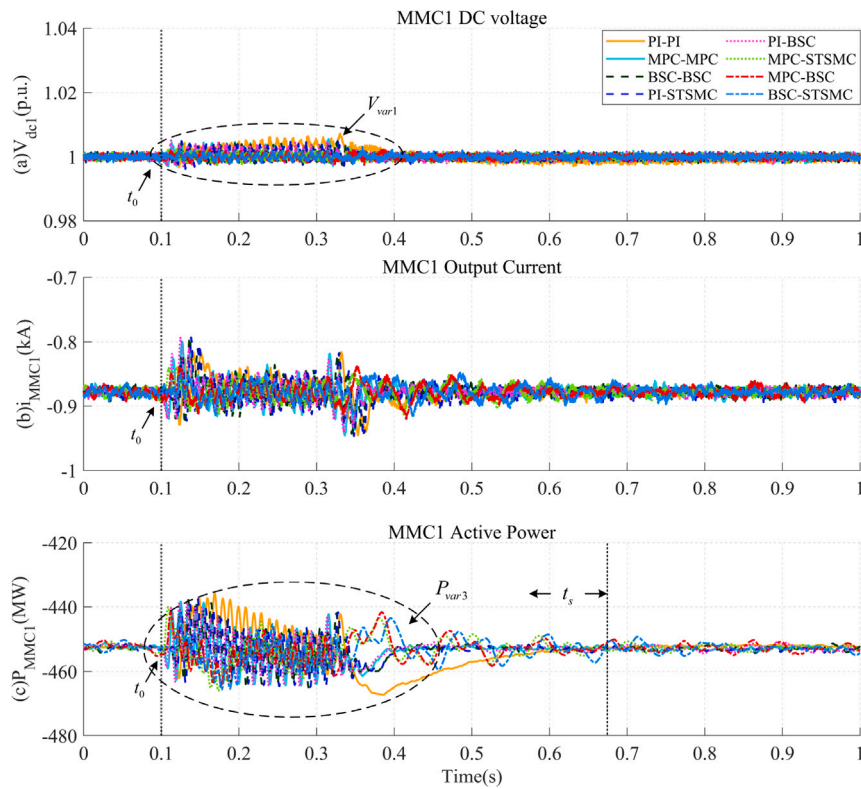 MMC1 DC voltage
1.04
1.02
1
0.98
(a)V_dc1(p.u.)
PI-PI
MPC-MPC
BSC-BSC
PI-STSMC
PI-BSC
MPC-STSMC
MPC-BSC
BSC-STSMC
V_var1
t_0
0 0.1 0.2 0.3 0.4 0.5 0.6 0.7 0.8 0.9 1
MMC1 Output Current
-0.7
-0.8
-0.9
-1
(b)i_MMC1(kA)
t_0
0 0.1 0.2 0.3 0.4 0.5 0.6 0.7 0.8 0.9 1
MMC1 Active Power
-420
-440
-460
-480
(c)P_MMC1(MW)
P_var3
t_s
t_0
0 0.1 0.2 0.3 0.4 0.5 0.6 0.7 0.8 0.9 1
Time(s)